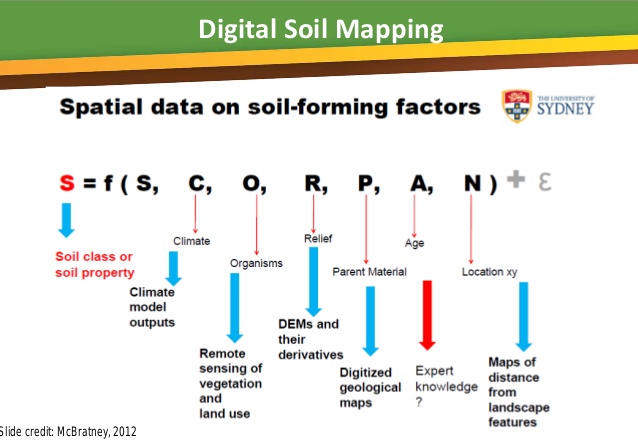 Digital Soil Mapping
Spatial data on soil-forming factors
THE UNIVERSITY OF
SYDNEY
S = f ( S, C, O, R, P, A, N ) + ε
Climate
Organisms
Relief
Parent Material
Age
Location xy
Soil class or
soil property
Climate
model
outputs
Remote
sensing of
vegetation
and
land use
DEMs and
their
derivatives
Digitized
geological
maps
Expert
knowledge
?
Maps of
distance
from
landscape
features
Slide credit: McBratney, 2012